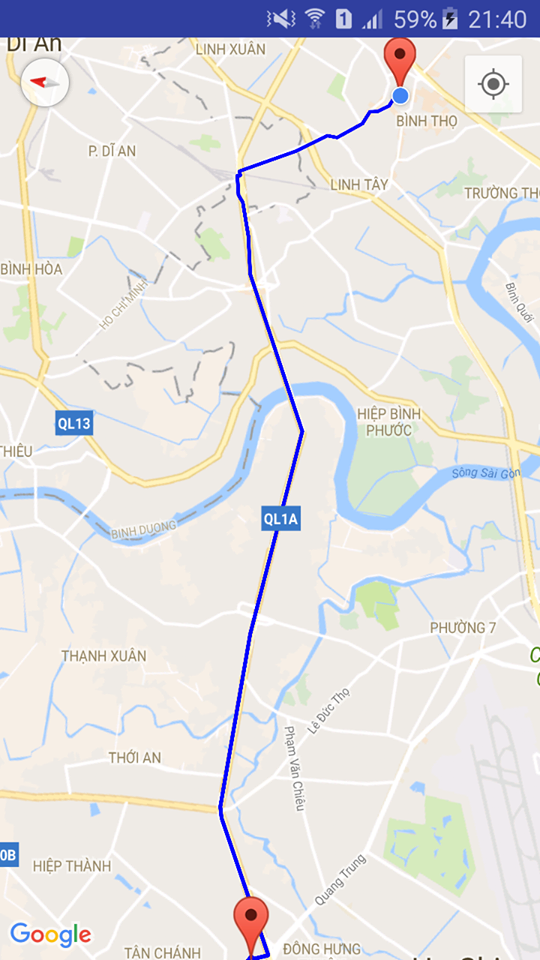 1 59% 21:40
Dĩ An
LINH XUÂN
BÌNH THỌ
P. DĨ AN
LINH TÂY
TRƯỜNG THỌ
BÌNH HÒA
HO CHI MINH
Bình Quới
QL13
HIỆP BÌNH
PHƯỚC
THIÊU
Sông Sài Gòn
QL1A
BINH DUONG
PHƯỜNG 7
THẠNH XUÂN
Lê Đức Thọ
Phạm Văn Chiêu
THỚI AN
0B
HIỆP THÀNH
Quang Trung
Google
TÂN CHÁNH
ĐÔNG HƯNG